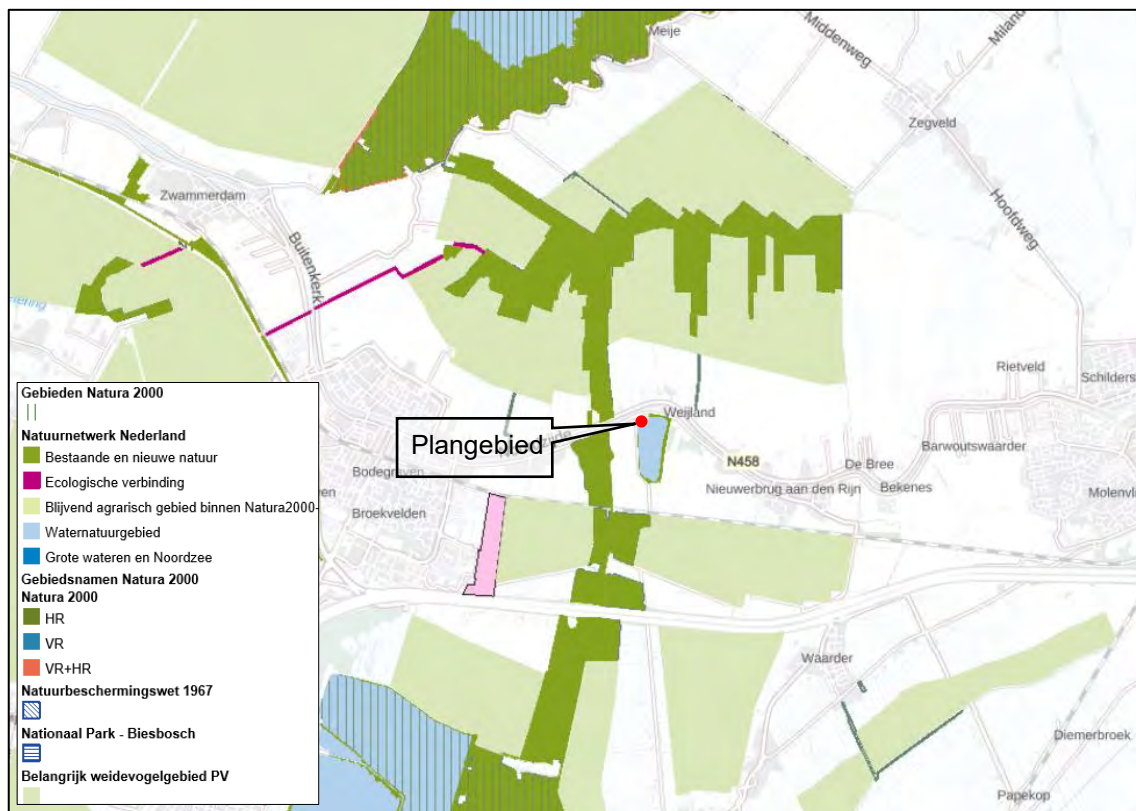 Meije
Middenweg
Miland
Zegveld
Hoofdweg
Zwammerdam
Buitenkerk
Rietveld
Schilders
Weijland
Barwoutswaarder
N458
De Bree
Bekenes
Nieuwerbrug aan den Rijn
Molenvli
Plangebied
Bodegraven
Broekvelden
ven
Waarder
Diemerbroek
Papekop
Gebieden Natura 2000
Natuurnetwerk Nederland
Bestaande en nieuwe natuur
Ecologische verbinding
Blijvend agrarisch gebied binnen Natura2000-
Waternatuurgebied
Grote wateren en Noordzee
Gebiedsnamen Natura 2000
Natura 2000
HR
VR
VR+HR
Natuurbeschermingswet 1967
Nationaal Park - Biesbosch
Belangrijk weidevogelgebied PV